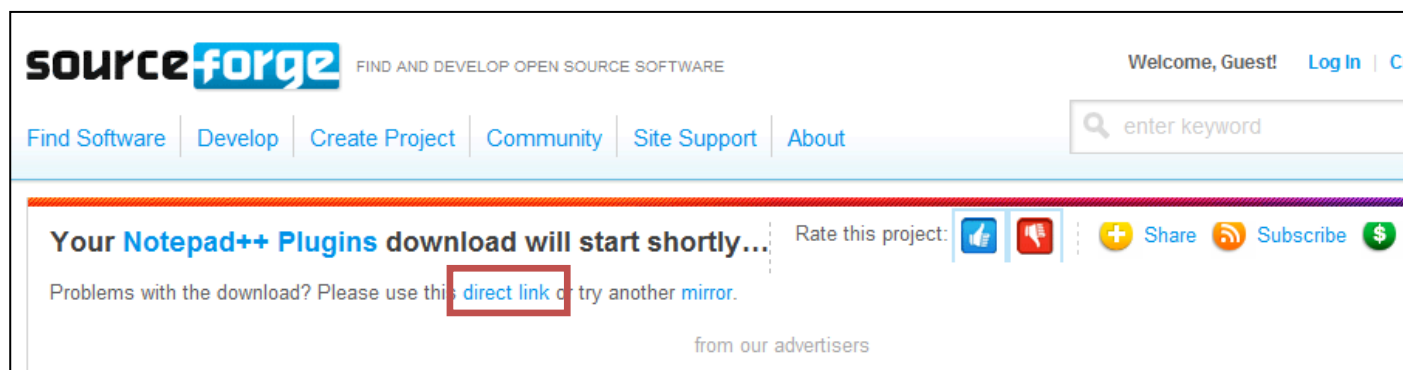 sourceforge FIND AND DEVELOP OPEN SOURCE SOFTWARE
Welcome, Guest! Log In | C
Find Software Develop Create Project Community Site Support About
enter keyword
Your Notepad++ Plugins download will start shortly...
Rate this project: Share Subscribe $
Problems with the download? Please use this direct link or try another mirror.
from our advertisers